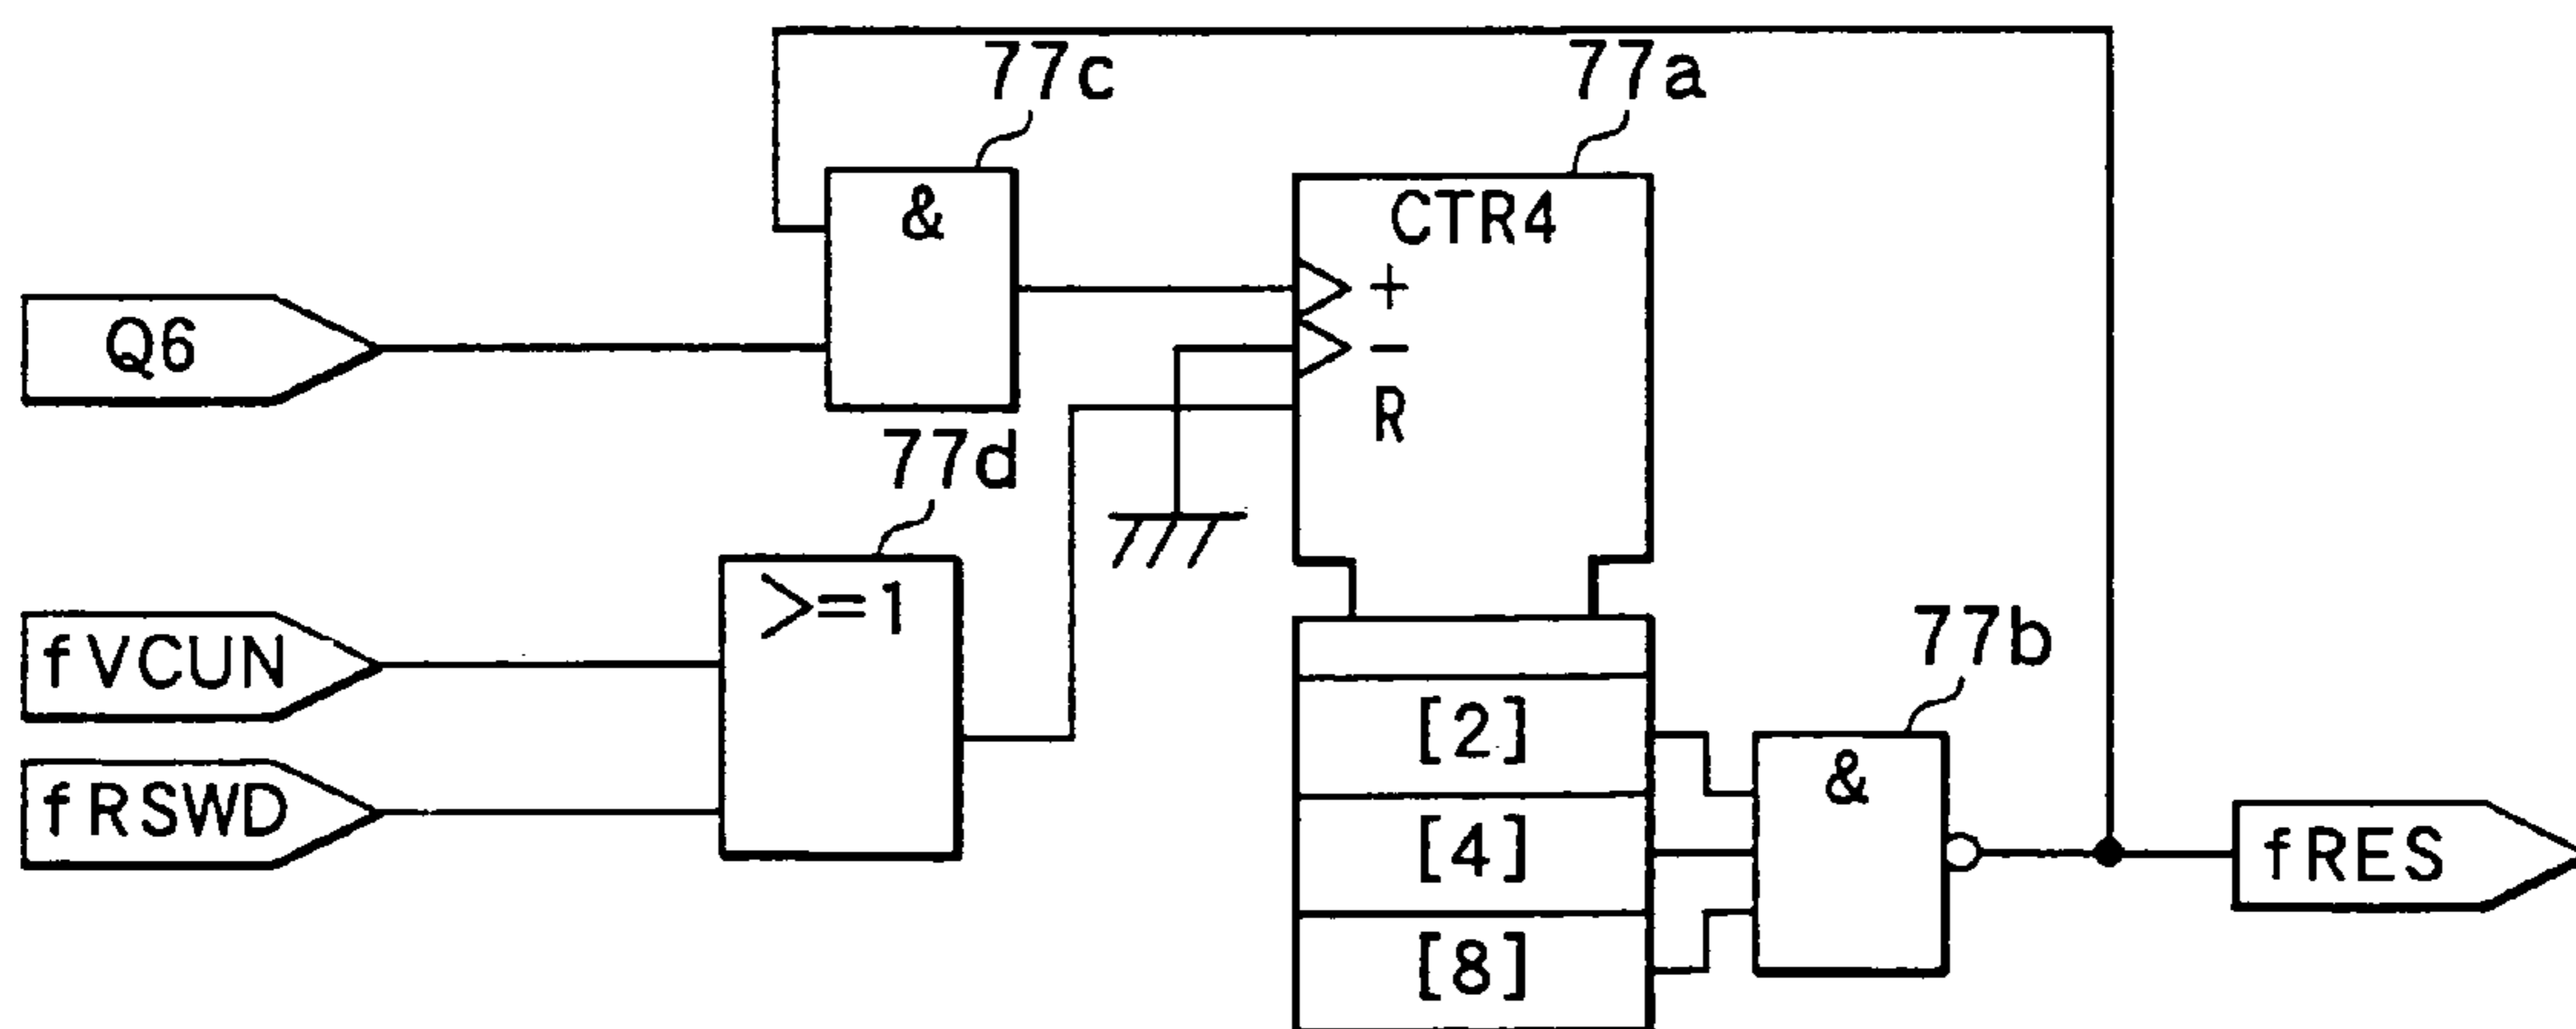 77c
77a
&
CTR4
+
Q6
−
R
77d
>=1
fVCUN
77b
[2]
&
fRSWD
[4]
fRES
[8]